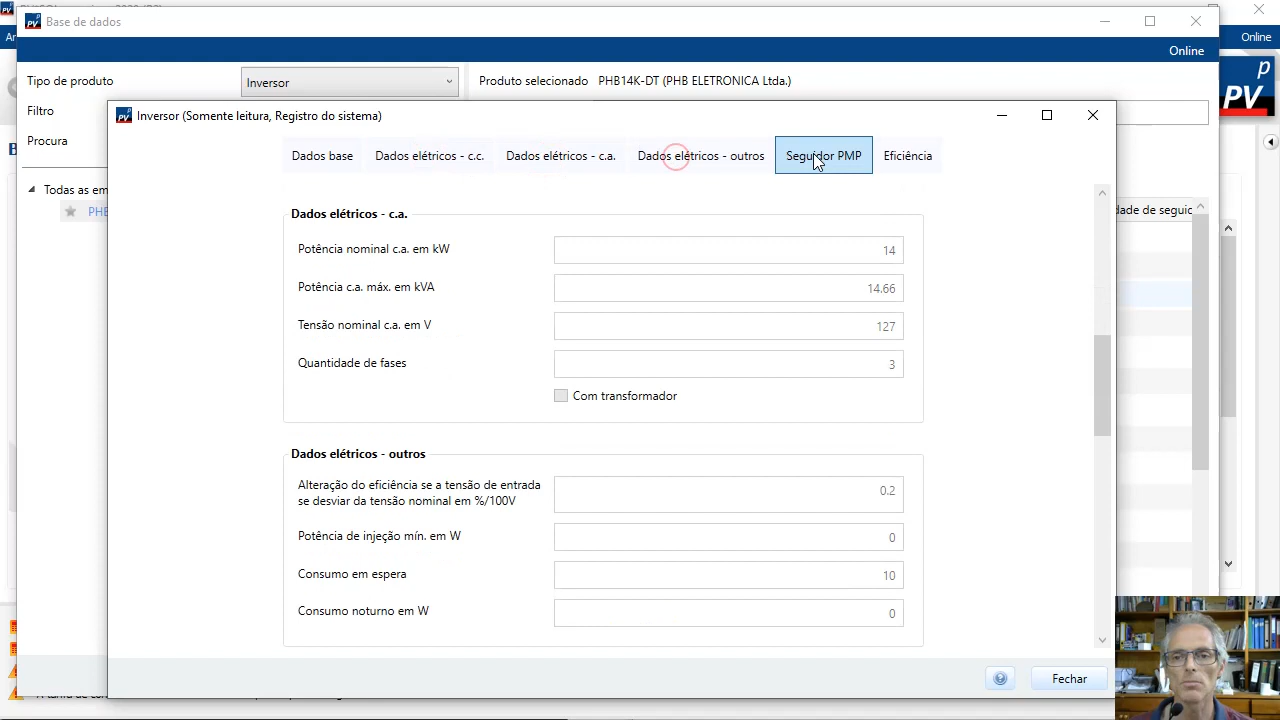 Base de dados
Online
Online
Tipo de produto
Inversor
Produto selecionado PHB14K-DT (PHB ELETRONICA Ltda.)
Filtro
Procura
Inversor (Somente leitura, Registro do sistema)
Dados base
Dados elétricos - c.c.
Dados elétricos - c.a.
Dados elétricos - outros
Seguidor PMP
Eficiência
Todas as em
PHB
Dados elétricos - c.a.
Potência nominal c.a. em kW
14
Potência c.a. máx. em kVA
14.66
Tensão nominal c.a. em V
127
Quantidade de fases
3
Com transformador
Dados elétricos - outros
Alteração do eficiência se a tensão de entrada
se desviar da tensão nominal em %/100V
0.2
Potência de injeção mín. em W
0
Consumo em espera
10
Consumo noturno em W
0
Fechar